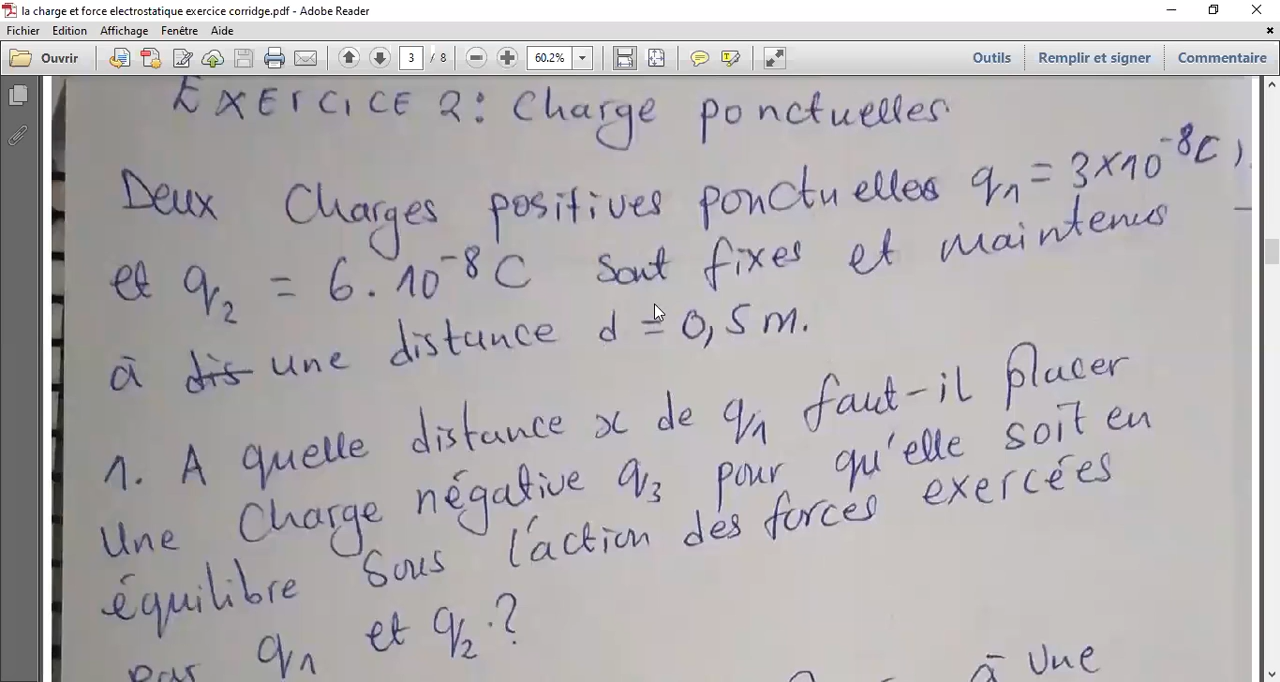 la charge et force electrostatique exercice corridge.pdf - Adobe Reader
Fichier Edition Affichage Fenêtre Aide
Ouvrir 3 / 8 60.2% Outils Remplir et signer Commentaire
EXERCICE 2: Charge ponctuelles.
Deux Charges positives ponctuelles q1 = 3×10^-8 C,
et q2 = 6.10^-8 C sont fixes et maintenus
à dis une distance d = 0,5 m.
1. A quelle distance x de q1 faut-il placer
Une Charge négative q3 pour qu'elle soit en
équilibre Sous l'action des forces exercées
par q1 et q2.?
à Une